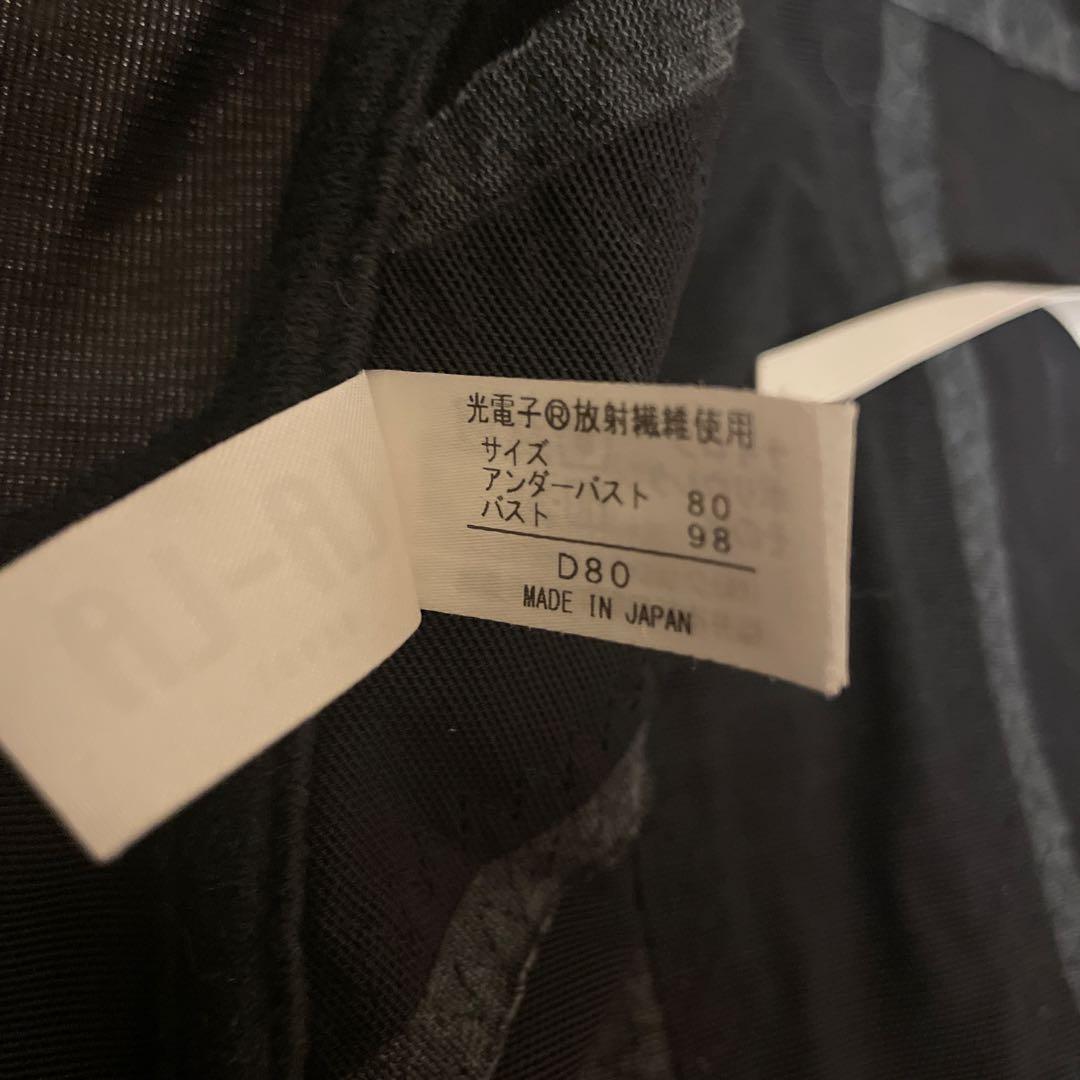 光電子®放射繊維使用
サイズ
アンダーバスト 80
バスト 98
D80
MADE IN JAPAN